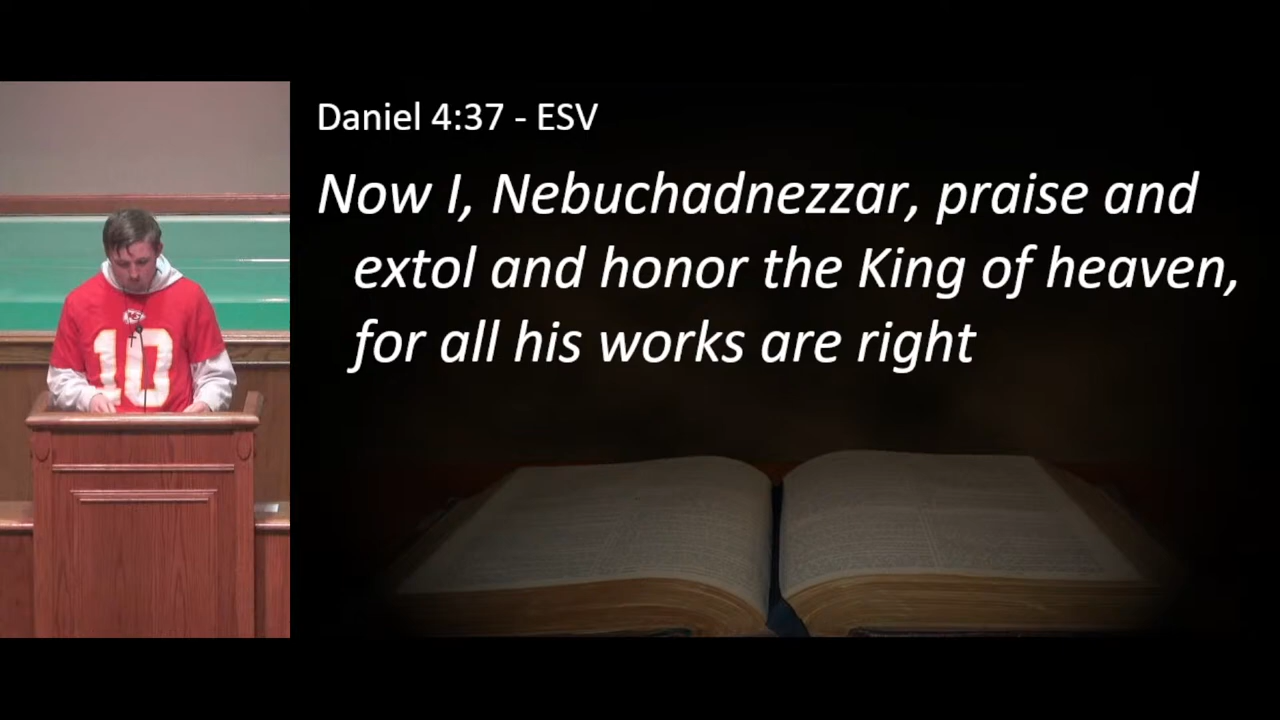 Daniel 4:37 - ESV
Now I, Nebuchadnezzar, praise and
extol and honor the King of heaven,
for all his works are right
10